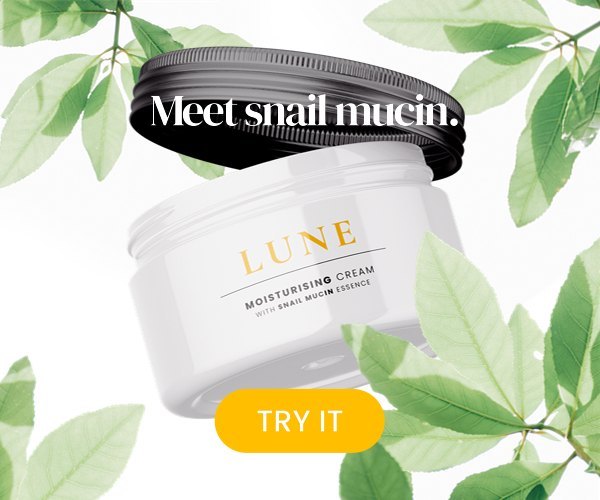 Meet snail mucin.
LUNE
MOISTURISING CREAM
WITH SNAIL MUCIN ESSENCE
TRY IT